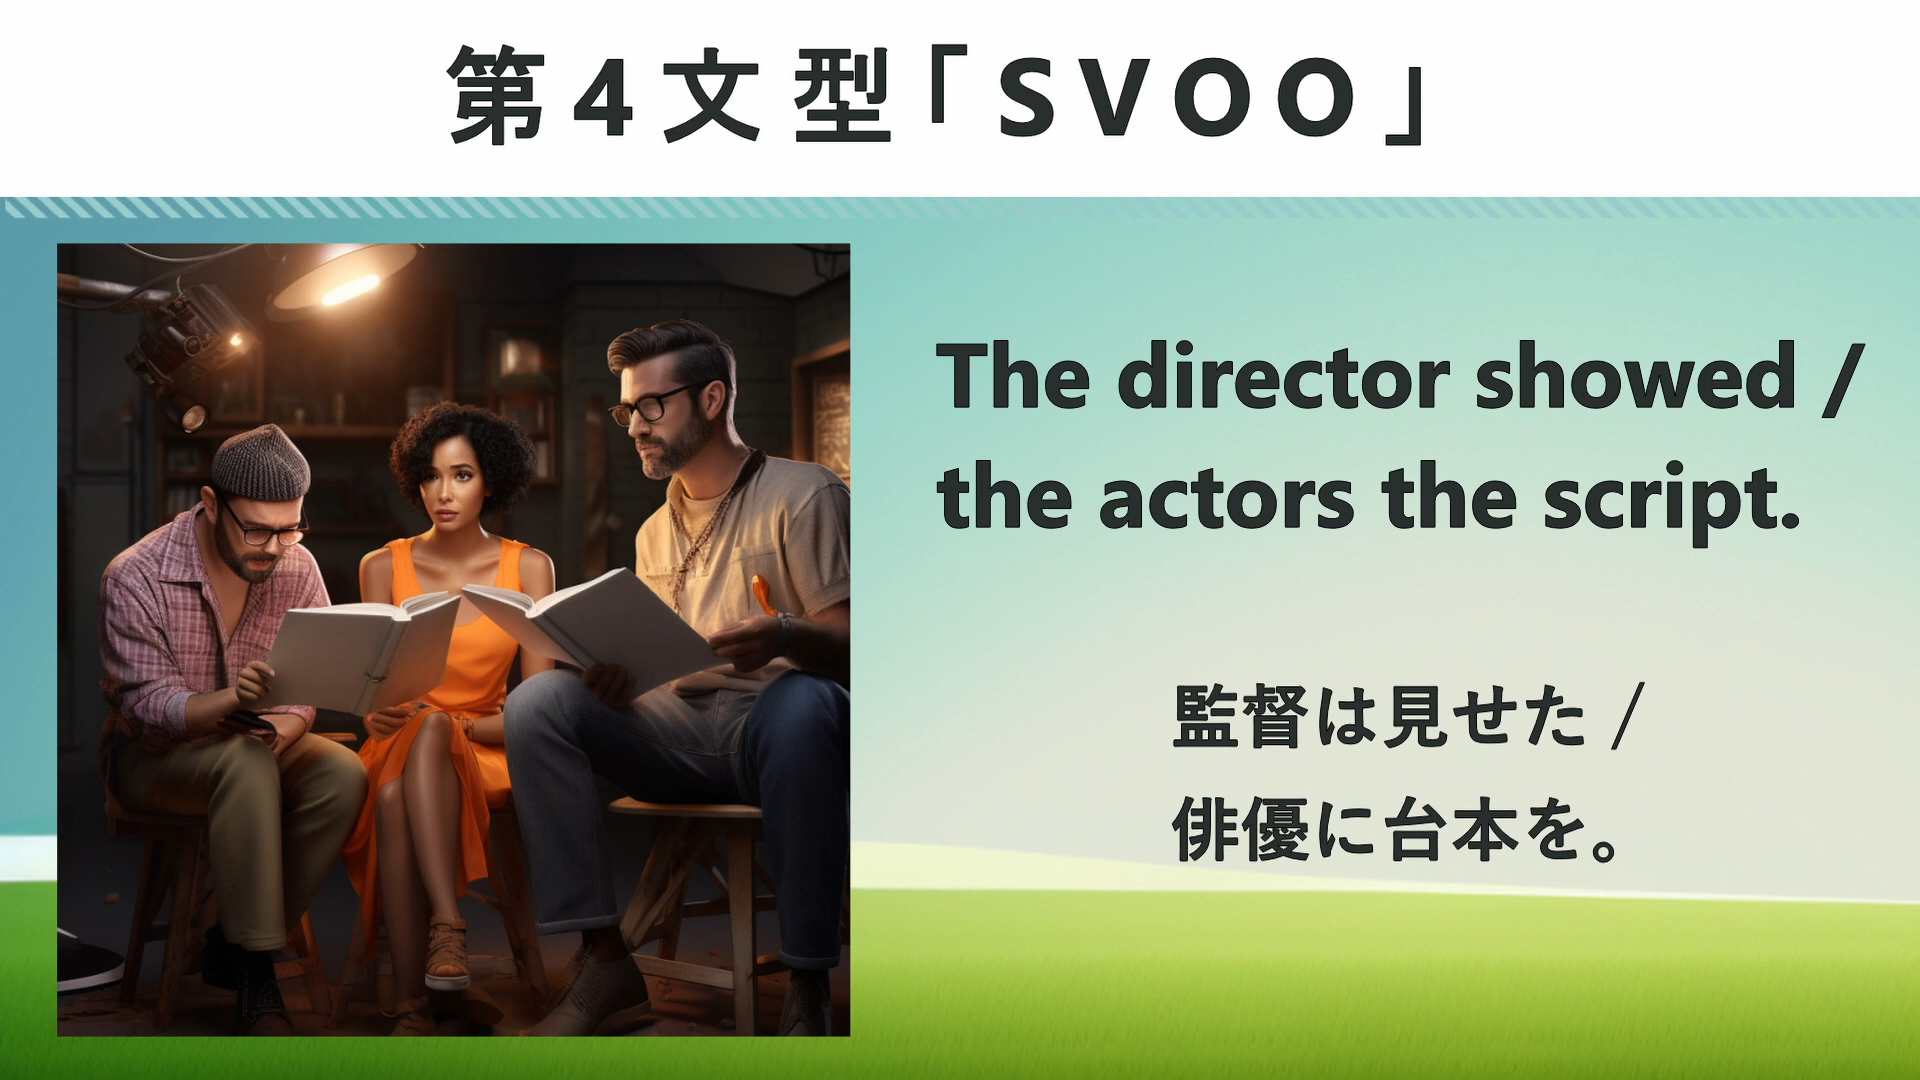 第4文型「SVOO」
The director showed /
the actors the script.
監督は見せた /
俳優に台本を。